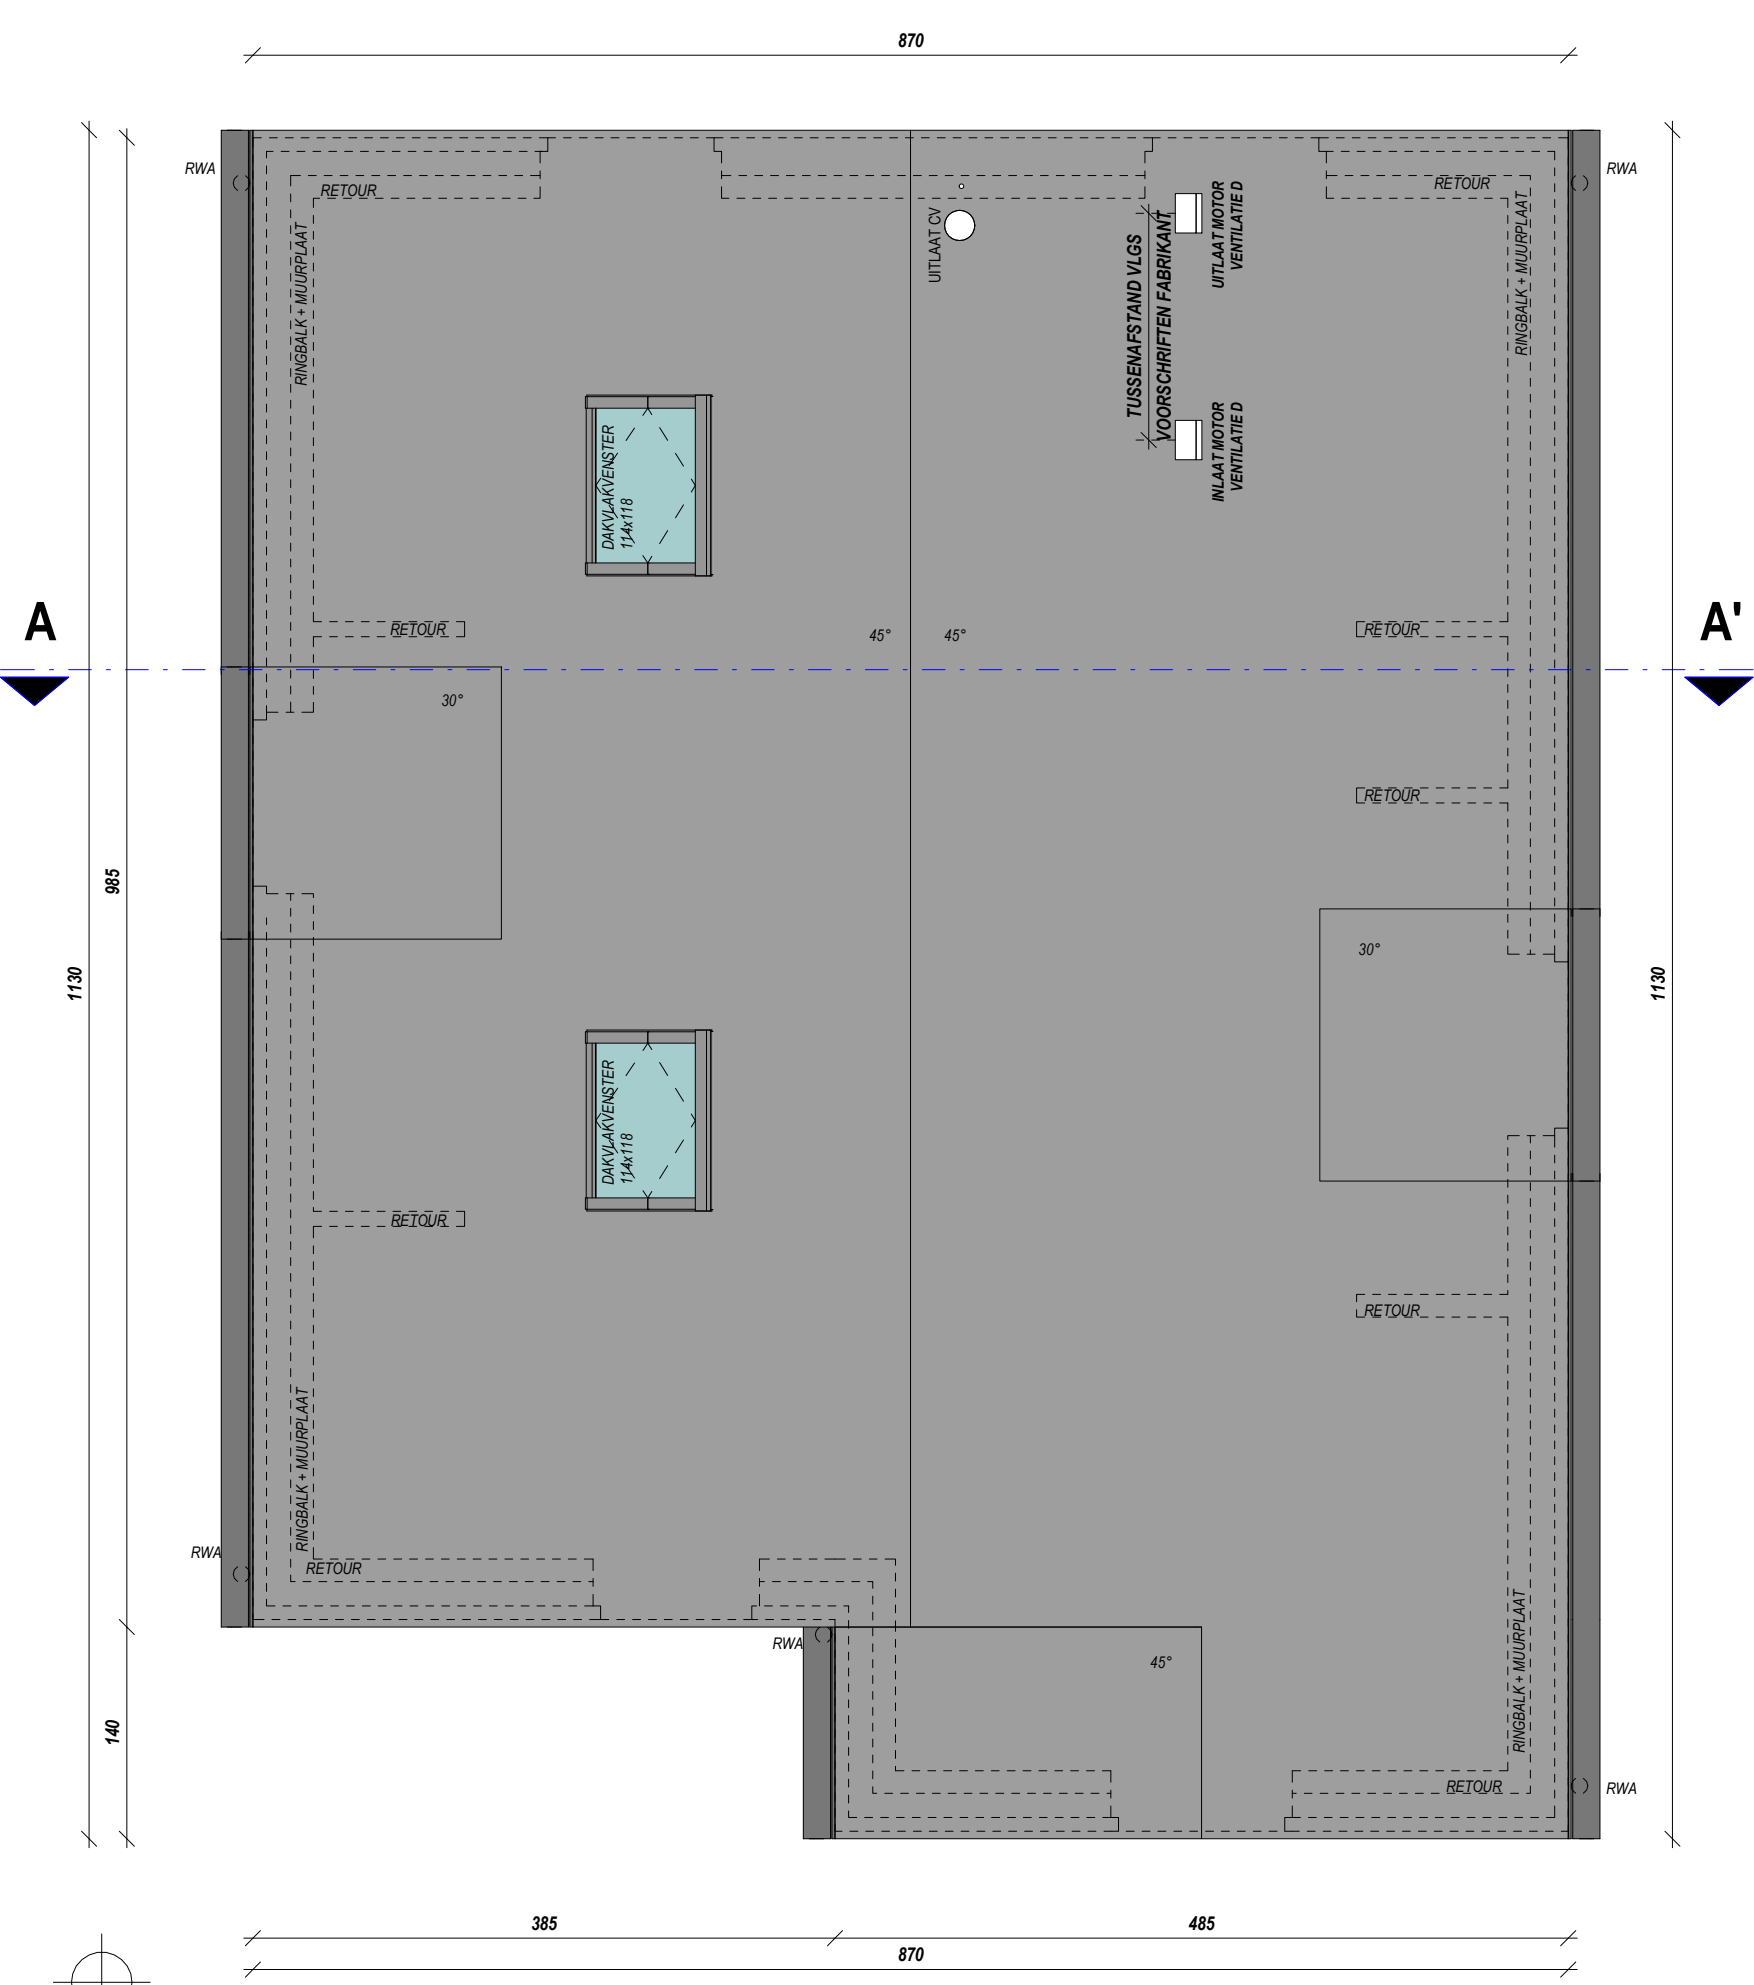 870
RWA
RETOUR
RINGBALK + MUURPLAAT
UITLAAT CV
TUSSENAFSTAND VLGS
VOORSCHRIFTEN FABRIKANT
UITLAAT MOTOR
VENTILATIE D
RETOUR
RINGBALK + MUURPLAAT
RWA
DAKVLAKVENSTER
114x118
INLAAT MOTOR
VENTILATIE D
A
RETOUR
45°
45°
RETOUR
A'
30°
RETOUR
985
1130
30°
1130
DAKVLAKVENSTER
114x118
RETOUR
RETOUR
RINGBALK + MUURPLAAT
RWA
RETOUR
RWA
45°
RINGBALK + MUURPLAAT
140
RETOUR
RWA
385
485
870